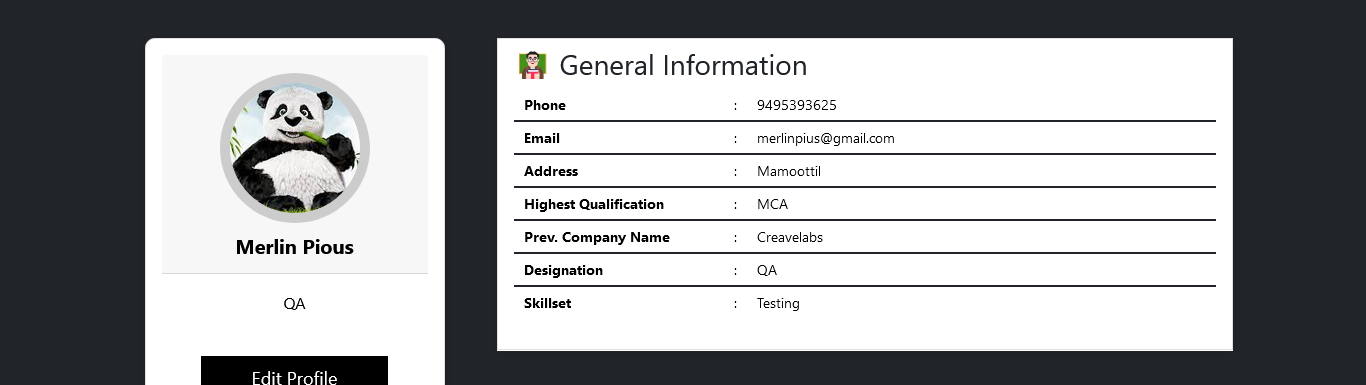 Merlin Pious
QA
Edit Profile
General Information
Phone : 9495393625
Email : merlinpius@gmail.com
Address : Mamoottil
Highest Qualification : MCA
Prev. Company Name : Creavelabs
Designation : QA
Skillset : Testing